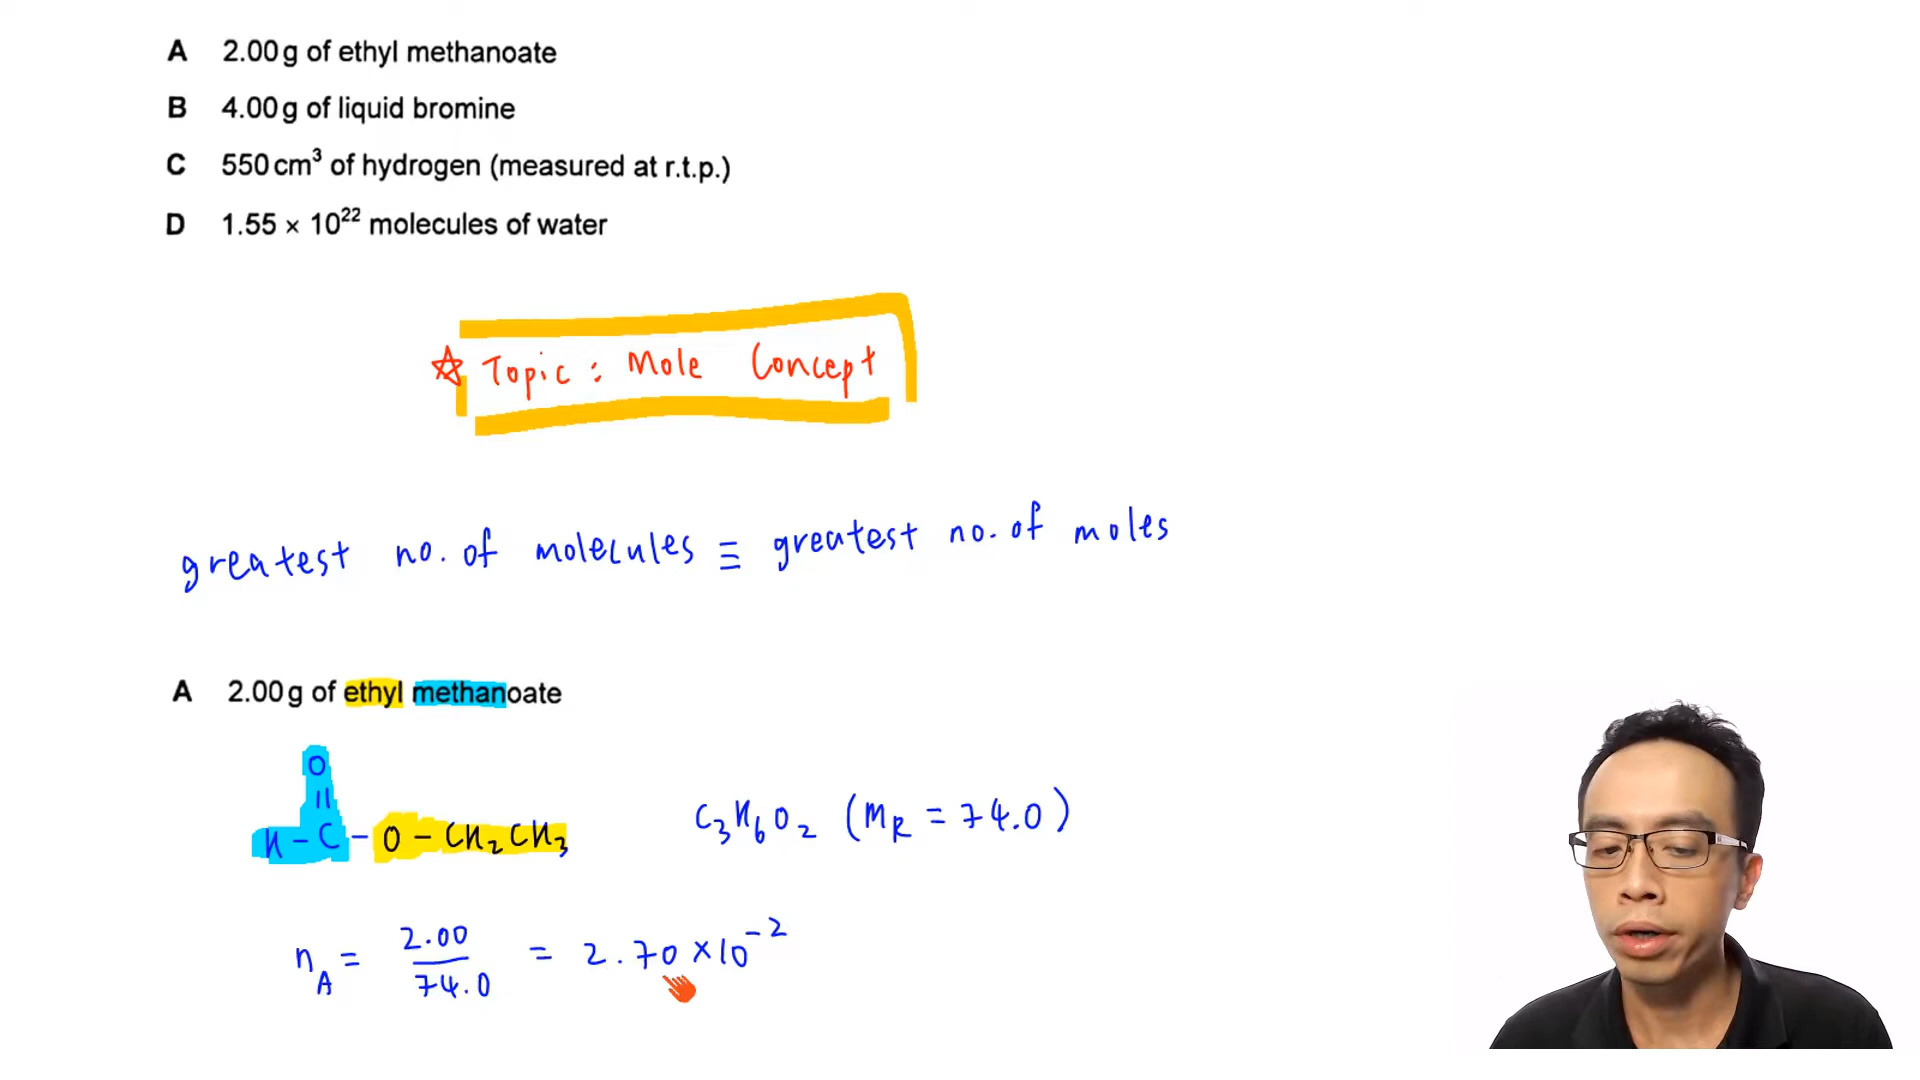 A 2.00 g of ethyl methanoate
B 4.00 g of liquid bromine
C 550 cm³ of hydrogen (measured at r.t.p.)
D 1.55 × 10²² molecules of water
☆ Topic : Mole Concept
greatest no. of molecules ≡ greatest no. of moles
A 2.00 g of ethyl methanoate
O
||
H – C – O – CH₂CH₃
C₃H₆O₂ (MR = 74.0)
nA = 2.00 / 74.0 = 2.70 × 10⁻²